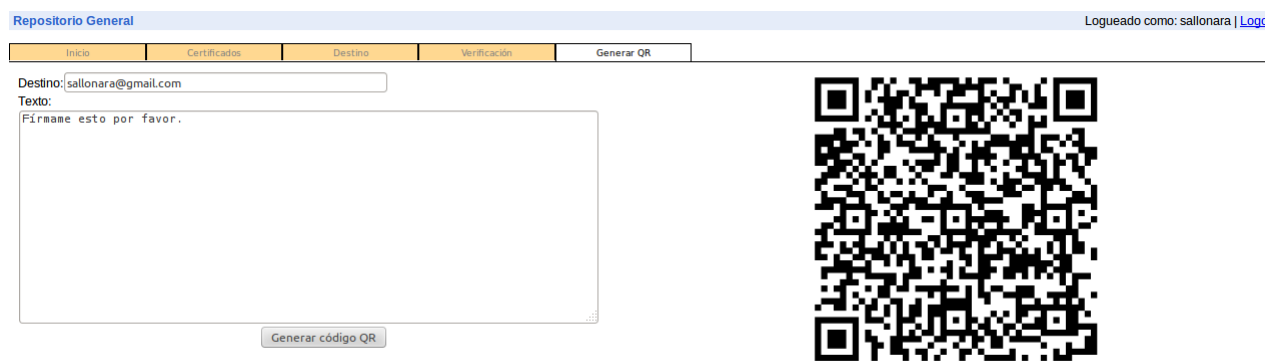 Repositorio General
Logueado como: sallonara | Logo
Inicio
Certificados
Destino
Verificación
Generar QR
Destino: sallonara@gmail.com
Texto:
Fírmame esto por favor.
Generar código QR